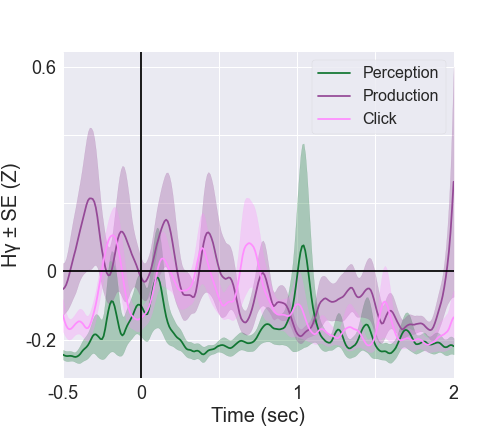 Perception
Production
Click
Hγ ± SE (Z)
0.6
0
-0.2
-0.5
0
1
2
Time (sec)